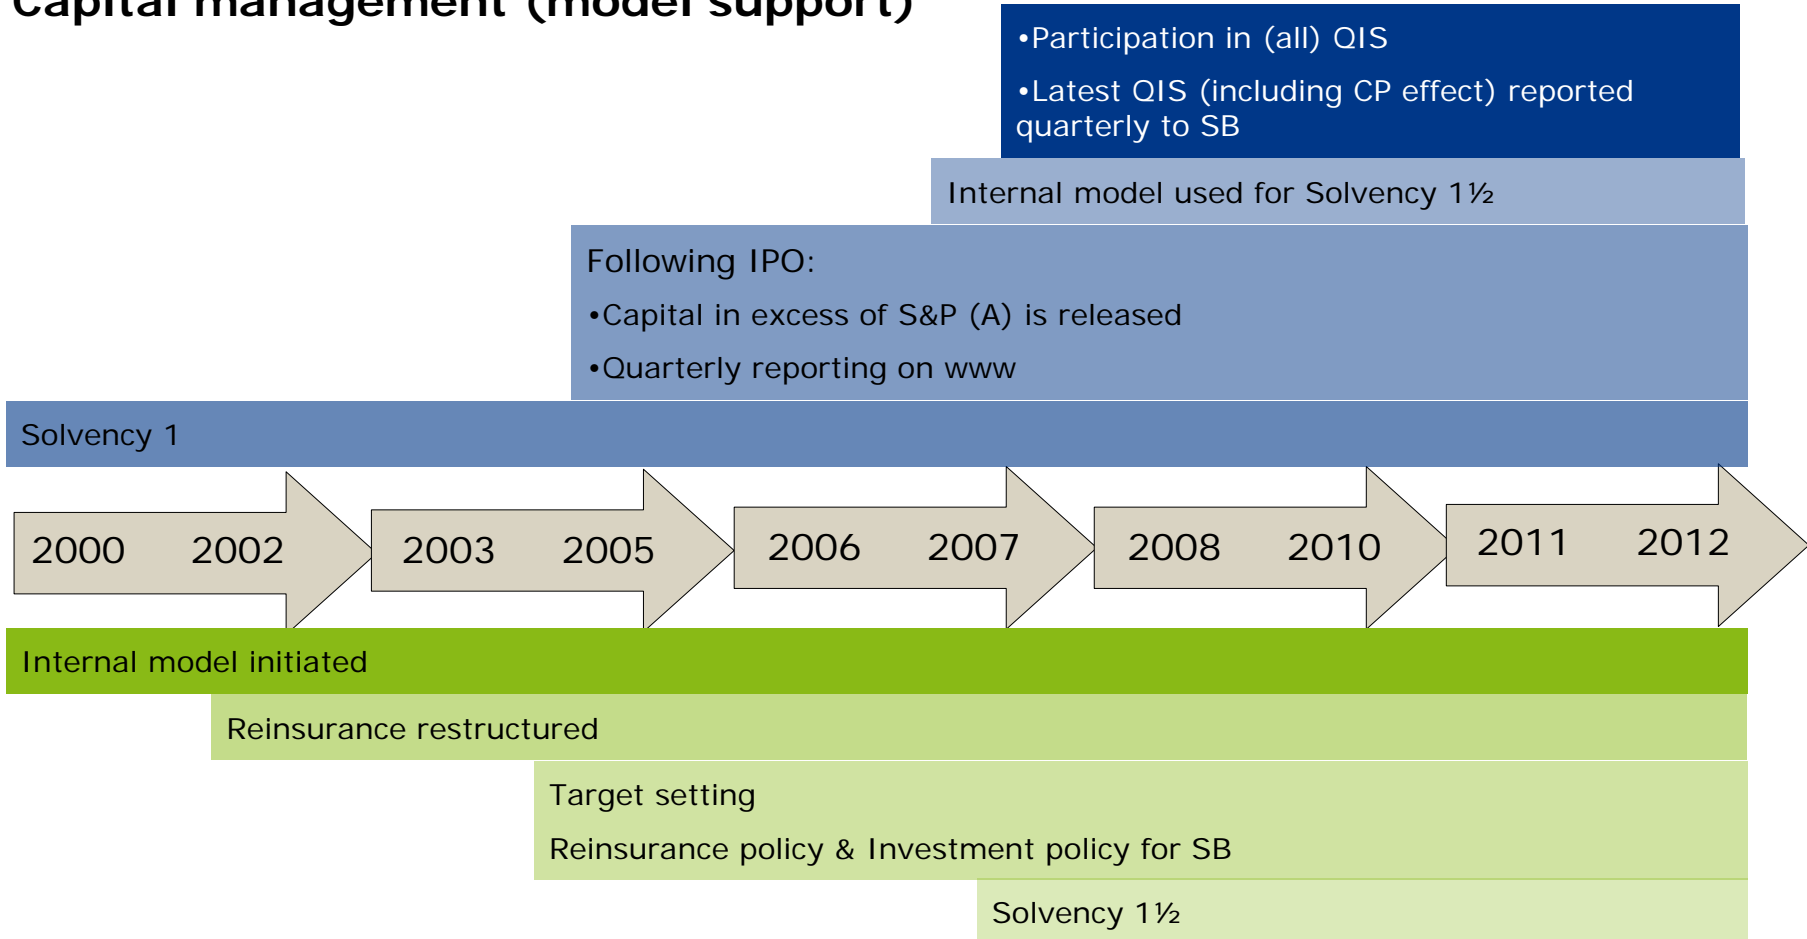 Capital management (model support)
•Participation in (all) QIS
•Latest QIS (including CP effect) reported
quarterly to SB
Internal model used for Solvency 1½
Following IPO:
•Capital in excess of S&P (A) is released
•Quarterly reporting on www
Solvency 1
2000 2002 2003 2005 2006 2007 2008 2010 2011 2012
Internal model initiated
Reinsurance restructured
Target setting
Reinsurance policy & Investment policy for SB
Solvency 1½